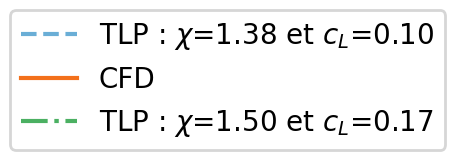 TLP : χ=1.38 et c_L=0.10
CFD
TLP : χ=1.50 et c_L=0.17